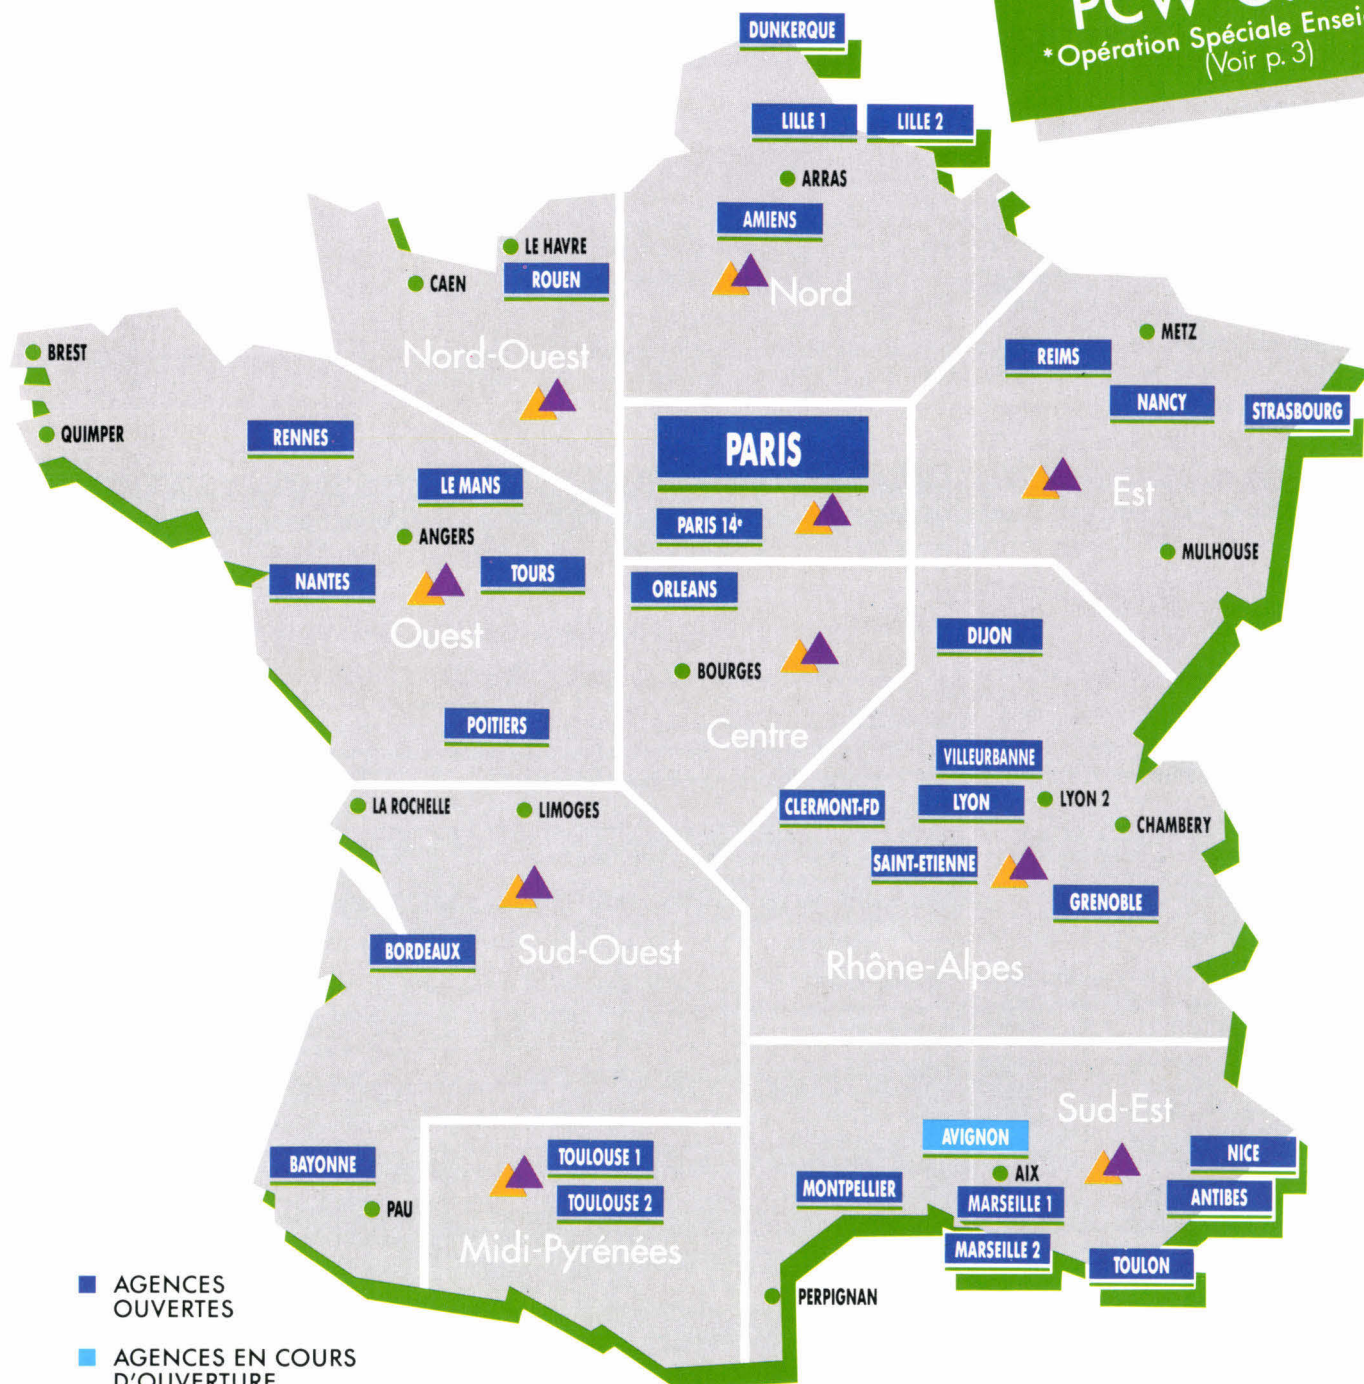 *Opération Spéciale
(Voir p. 3)
DUNKERQUE
LILLE 1
LILLE 2
ARRAS
AMIENS
Nord
LE HAVRE
ROUEN
CAEN
Nord-Ouest
METZ
REIMS
NANCY
STRASBOURG
Est
MULHOUSE
BREST
QUIMPER
RENNES
LE MANS
ANGERS
NANTES
TOURS
Ouest
POITIERS
PARIS
PARIS 14e
ORLEANS
BOURGES
Centre
DIJON
VILLEURBANNE
CLERMONT-FD
LYON
LYON 2
CHAMBERY
SAINT-ETIENNE
GRENOBLE
Rhône-Alpes
LA ROCHELLE
LIMOGES
BORDEAUX
Sud-Ouest
BAYONNE
PAU
TOULOUSE 1
TOULOUSE 2
Midi-Pyrénées
Sud-Est
AVIGNON
AIX
NICE
MONTPELLIER
MARSEILLE 1
ANTIBES
MARSEILLE 2
TOULON
PERPIGNAN
AGENCES
OUVERTES
AGENCES EN COURS
D'OUVERTURE